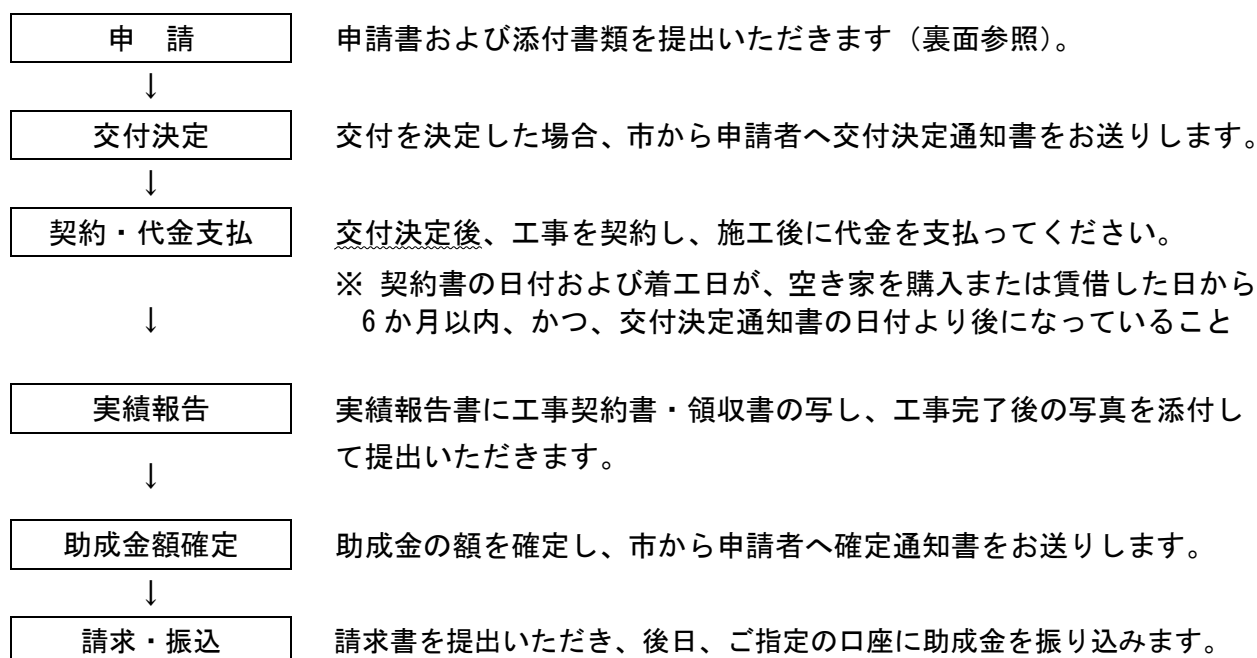 申　請
申請書および添付書類を提出いただきます（裏面参照）。
↓
交付決定
交付を決定した場合、市から申請者へ交付決定通知書をお送りします。
↓
契約・代金支払
交付決定後、工事を契約し、施工後に代金を支払ってください。
※ 契約書の日付および着工日が、空き家を購入または賃借した日から
6か月以内、かつ、交付決定通知書の日付より後になっていること
↓
実績報告
実績報告書に工事契約書・領収書の写し、工事完了後の写真を添付し
て提出いただきます。
↓
助成金額確定
助成金の額を確定し、市から申請者へ確定通知書をお送りします。
↓
請求・振込
請求書を提出いただき、後日、ご指定の口座に助成金を振り込みます。